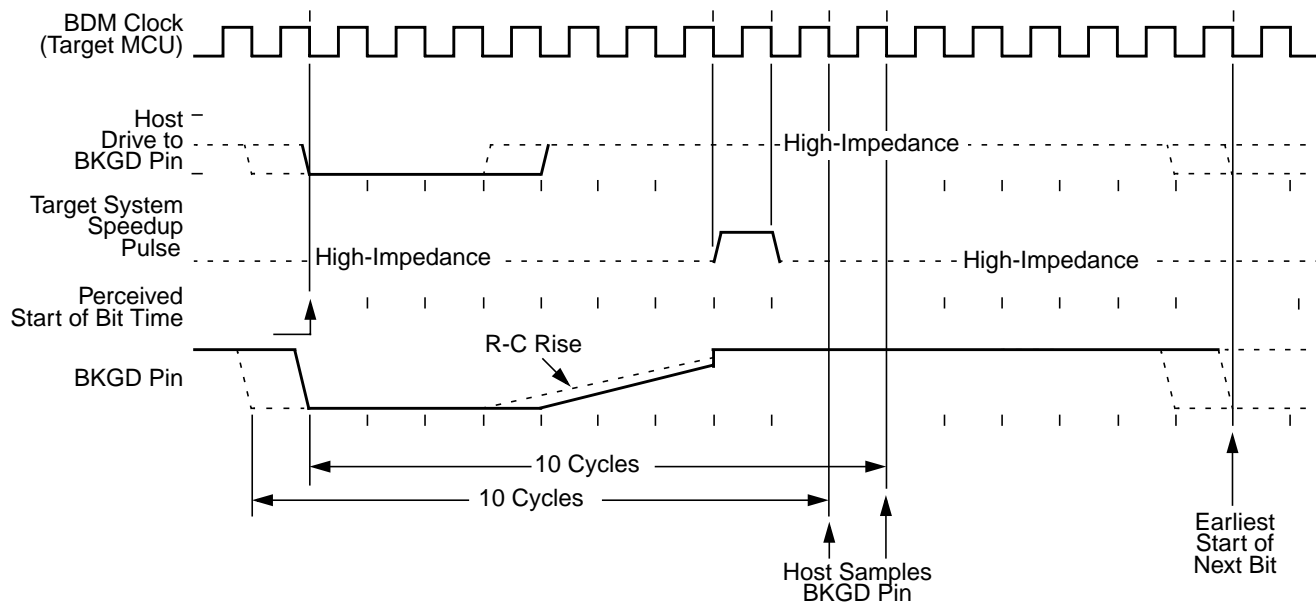 BDM Clock
(Target MCU)
Host
Drive to
BKGD Pin
High-Impedance
Target System
Speedup
Pulse
High-Impedance
High-Impedance
Perceived
Start of Bit Time
R-C Rise
BKGD Pin
10 Cycles
10 Cycles
Host Samples
BKGD Pin
Earliest
Start of
Next Bit